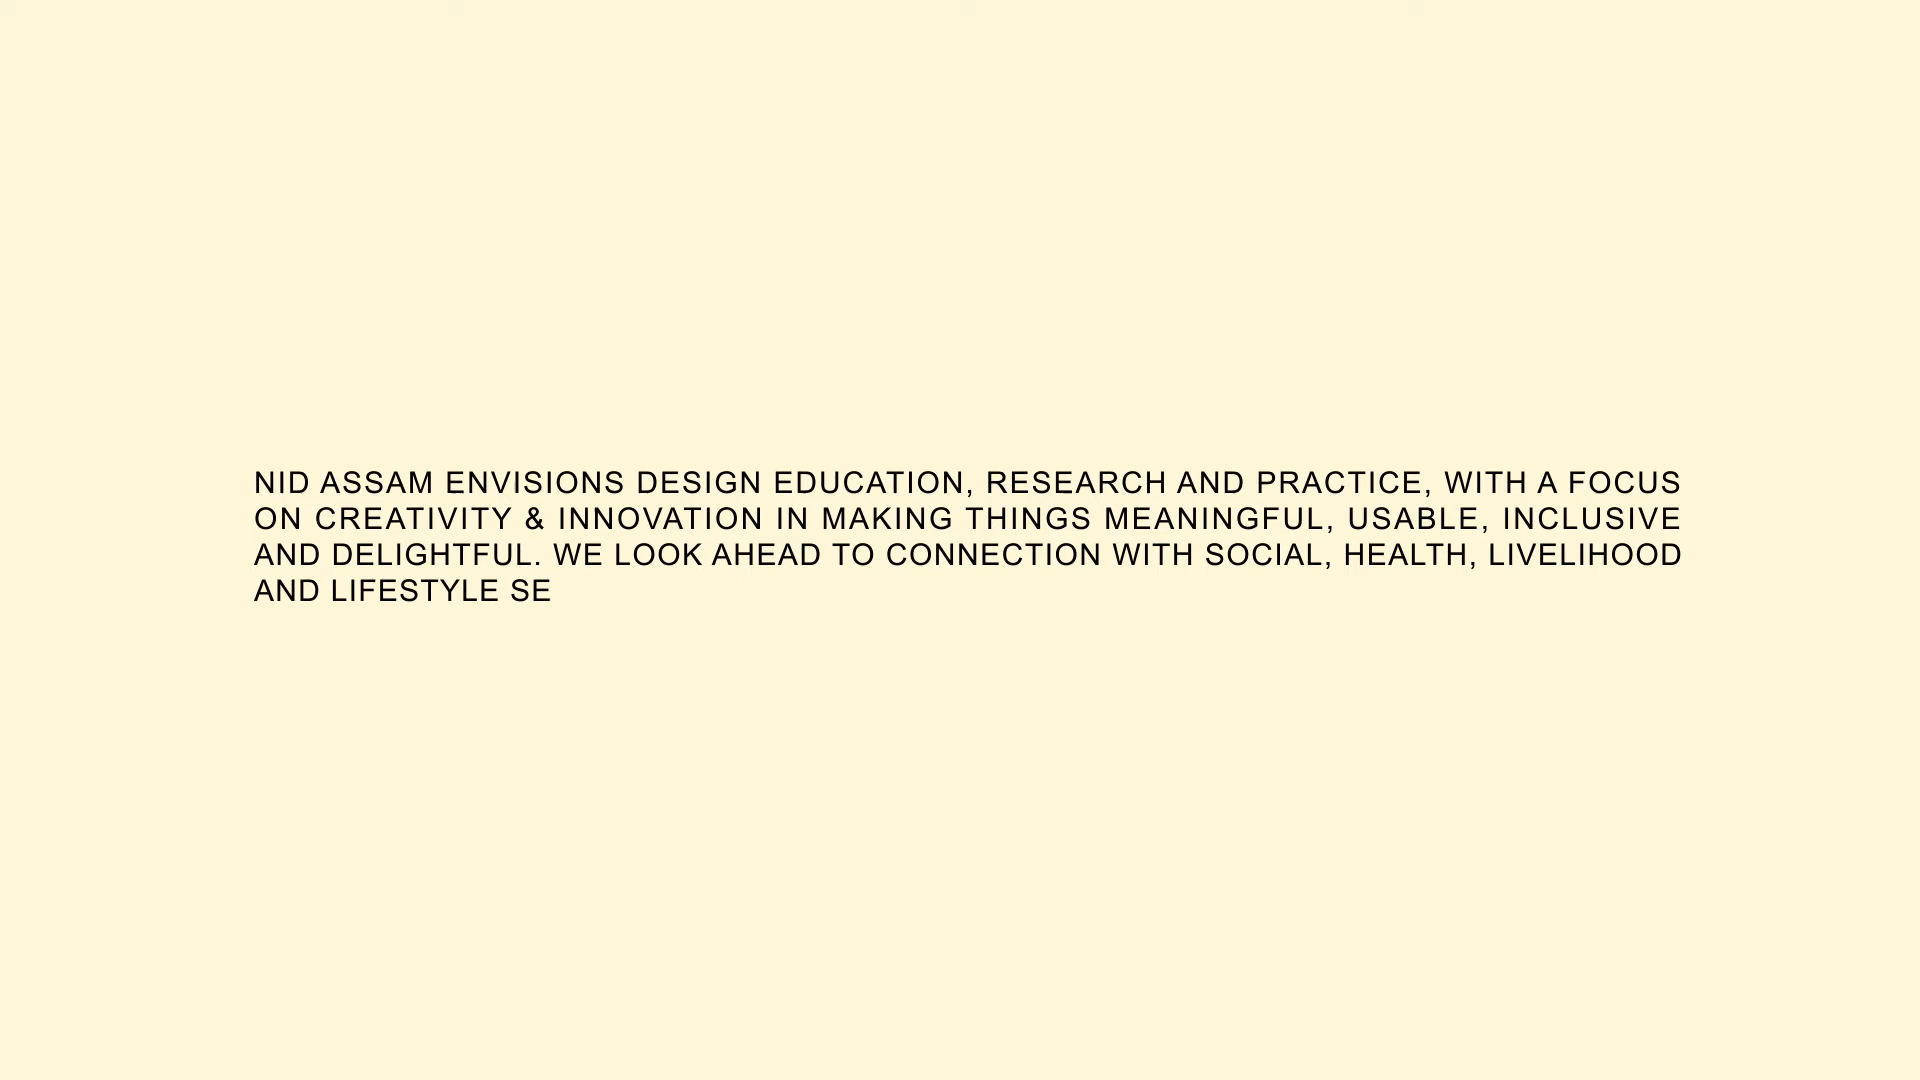 NID ASSAM ENVISIONS DESIGN EDUCATION, RESEARCH AND PRACTICE, WITH A FOCUS
ON CREATIVITY & INNOVATION IN MAKING THINGS MEANINGFUL, USABLE, INCLUSIVE
AND DELIGHTFUL. WE LOOK AHEAD TO CONNECTION WITH SOCIAL, HEALTH, LIVELIHOOD
AND LIFESTYLE SE